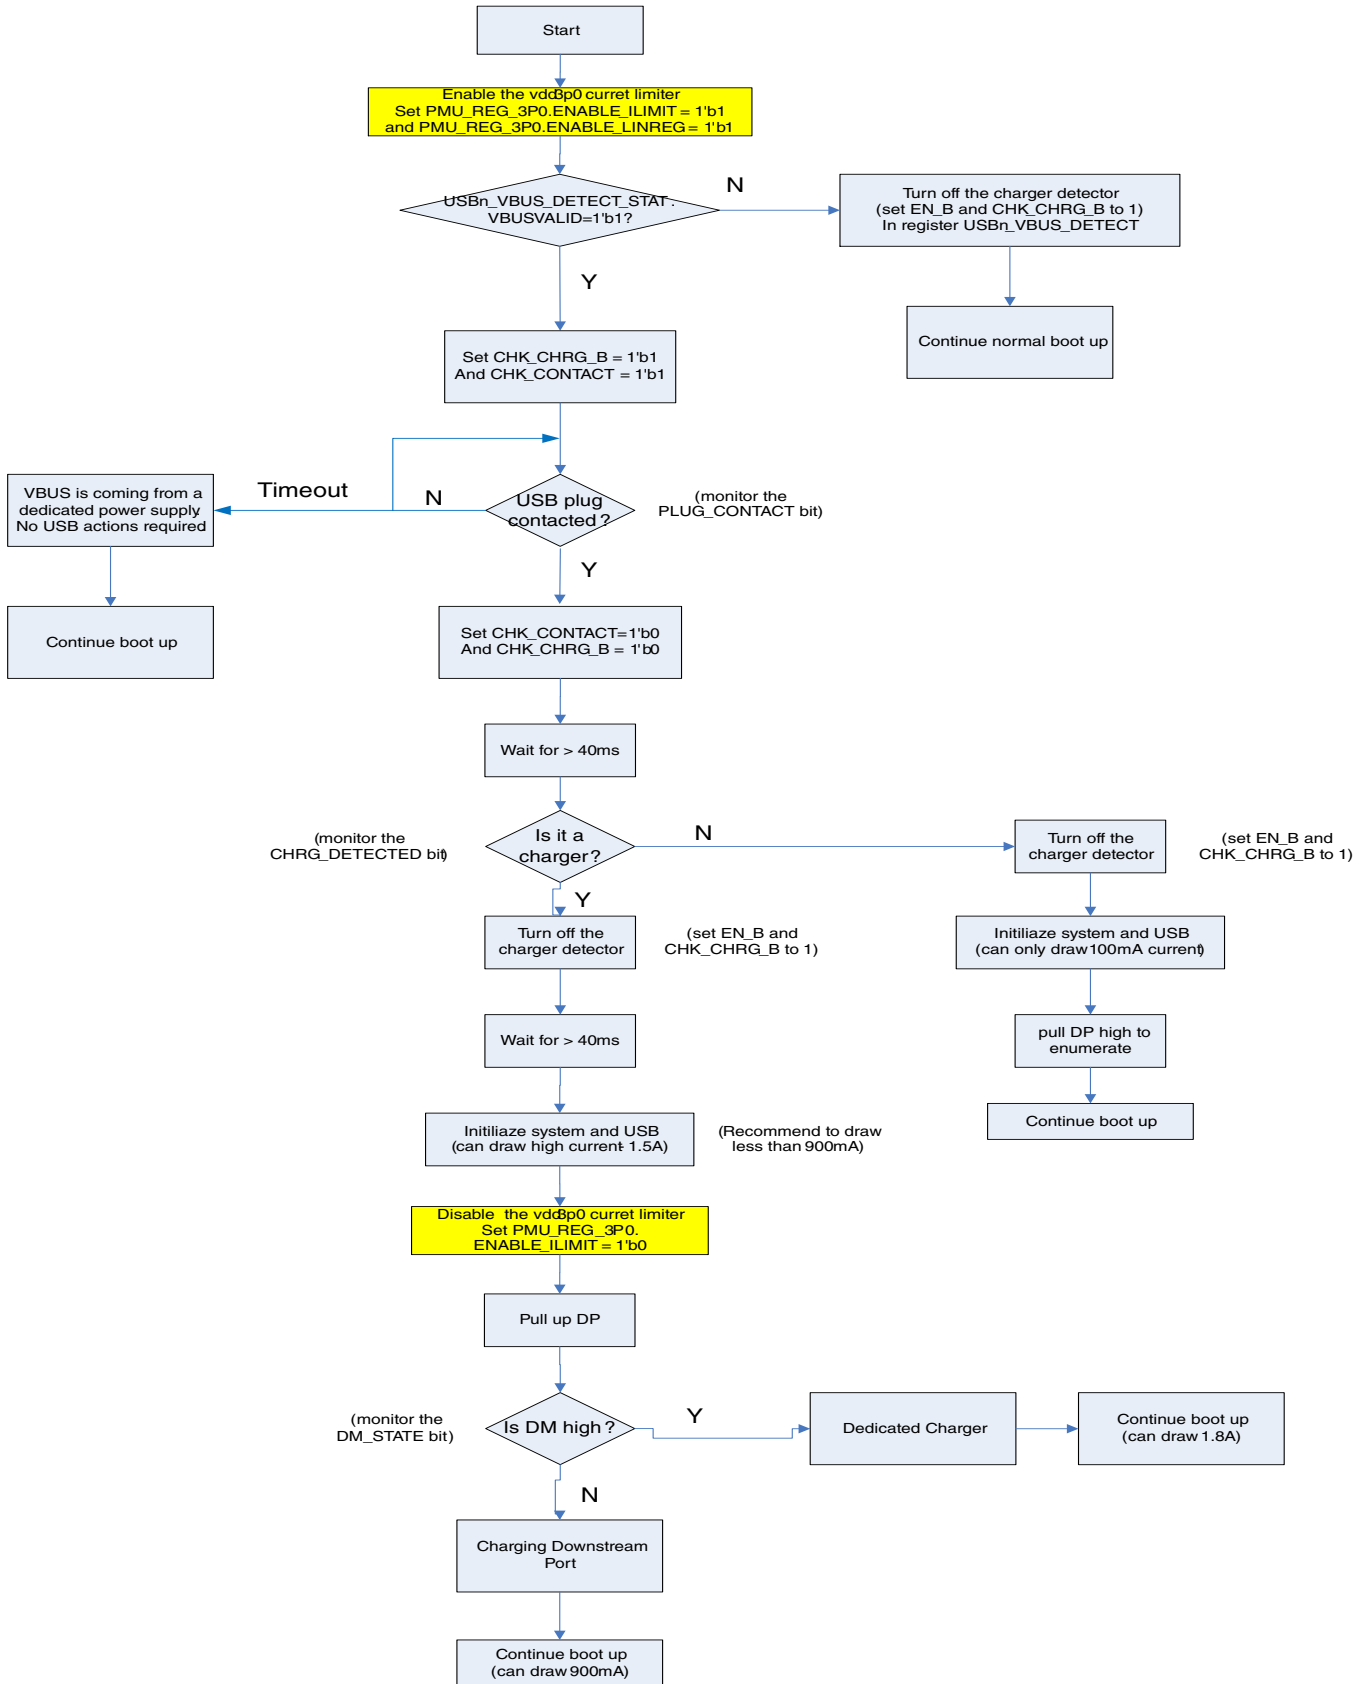 Start
Enable the vdd3p0 curret limiter
Set PMU_REG_3P0.ENABLE_ILIMIT = 1'b1
and PMU_REG_3P0.ENABLE_LINREG = 1'b1
USBn_VBUS_DETECT_STAT.
VBUSVALID=1'b1?
N
Turn off the charger detector
(set EN_B and CHK_CHRG_B to 1)
In register USBn_VBUS_DETECT
Y
Continue normal boot up
Set CHK_CHRG_B = 1'b1
And CHK_CONTACT = 1'b1
VBUS is coming from a
dedicated power supply.
No USB actions required
Timeout
N
USB plug
contacted?
(monitor the
PLUG_CONTACT bit)
Y
Continue boot up
Set CHK_CONTACT=1'b0
And CHK_CHRG_B = 1'b0
Wait for > 40ms
(monitor the
CHRG_DETECTED bit)
Is it a
charger?
N
Turn off the
charger detector
(set EN_B and
CHK_CHRG_B to 1)
Y
Turn off the
charger detector
(set EN_B and
CHK_CHRG_B to 1)
Initiliaze system and USB
(can only draw 100mA current)
Wait for > 40ms
pull DP high to
enumerate
Initiliaze system and USB
(can draw high current- 1.5A)
(Recommend to draw
less than 900mA)
Continue boot up
Disable the vdd3p0 curret limiter
Set PMU_REG_3P0.
ENABLE_ILIMIT = 1'b0
Pull up DP
(monitor the
DM_STATE bit)
Is DM high?
Y
Dedicated Charger
Continue boot up
(can draw 1.8A)
N
Charging Downstream
Port
Continue boot up
(can draw 900mA)